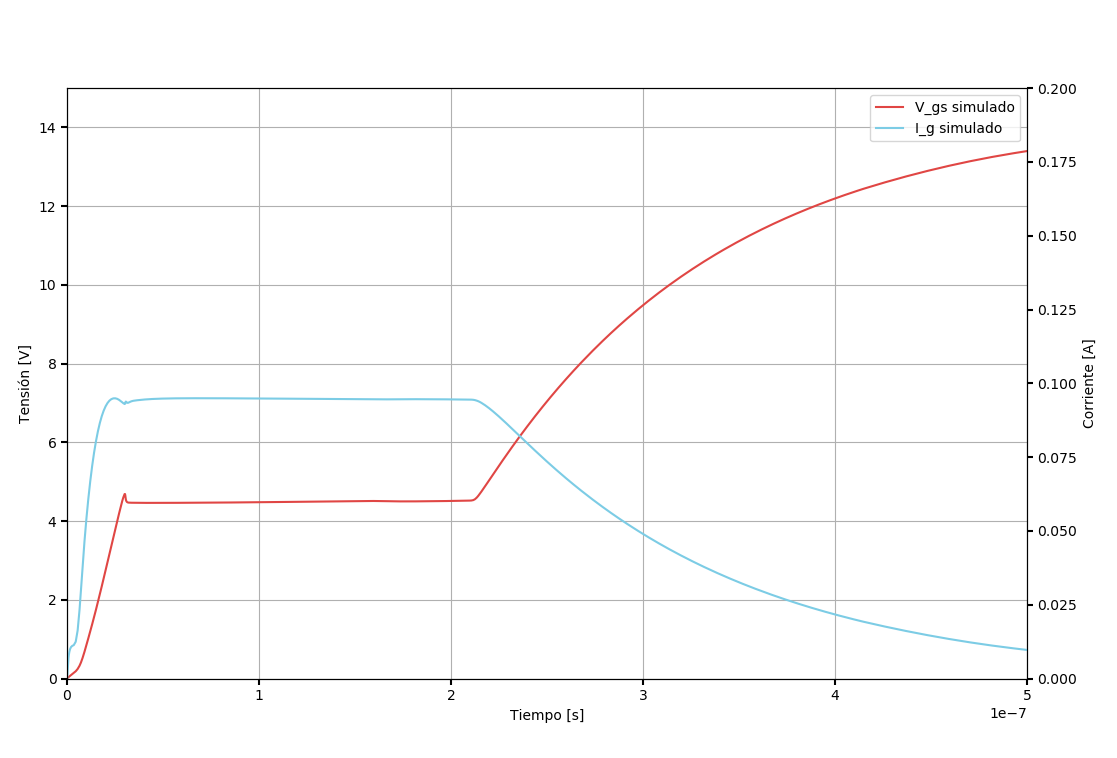 V_gs simulado
I_g simulado
Tensión [V]
14
12
10
8
6
4
2
0
0.200
0.175
0.150
0.125
0.100
0.075
0.050
0.025
0.000
Corriente [A]
0 1 2 3 4 5
1e−7
Tiempo [s]